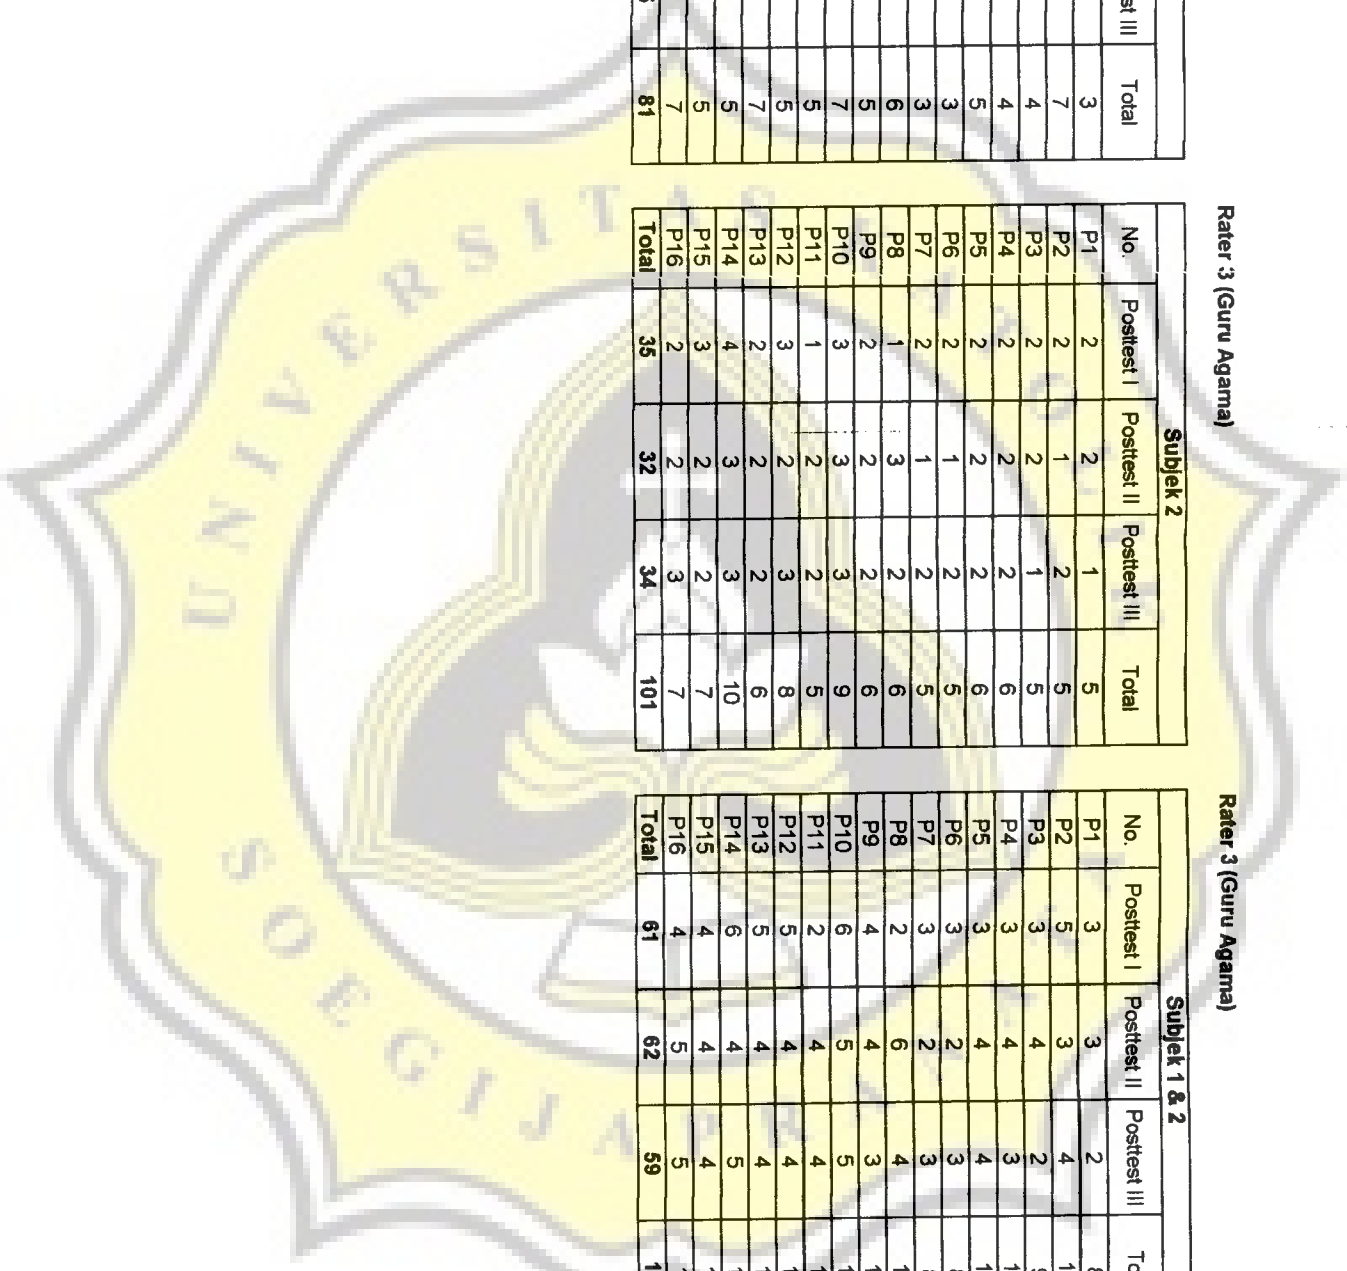 Total
3
7
4
4
5
3
3
6
5
7
5
5
7
5
5
7
81
Rater 3 (Guru Agama)
Subjek 2
No. Posttest I Posttest II Posttest III Total
P1 2 2 1 5
P2 2 1 2 5
P3 2 2 1 5
P4 2 2 2 6
P5 2 2 2 6
P6 2 1 2 5
P7 2 1 2 5
P8 1 3 2 6
P9 2 2 2 6
P10 3 3 3 9
P11 1 2 2 5
P12 3 2 3 8
P13 2 2 2 6
P14 4 3 3 10
P15 3 2 2 7
P16 2 2 3 7
Total 35 32 34 101
Rater 3 (Guru Agama)
Subjek 1 & 2
No. Posttest I Posttest II Posttest III
P1 3 3 2
P2 5 3 4
P3 3 4 2
P4 3 4 3
P5 3 4 4
P6 3 2 3
P7 3 2 3
P8 2 6 4
P9 4 4 3
P10 6 5 5
P11 2 4 4
P12 5 4 4
P13 5 4 4
P14 6 4 5
P15 4 4 4
P16 4 5 5
Total 61 62 59
UNIVERSITAS KATOLIK
SOEGIJAPRANATA